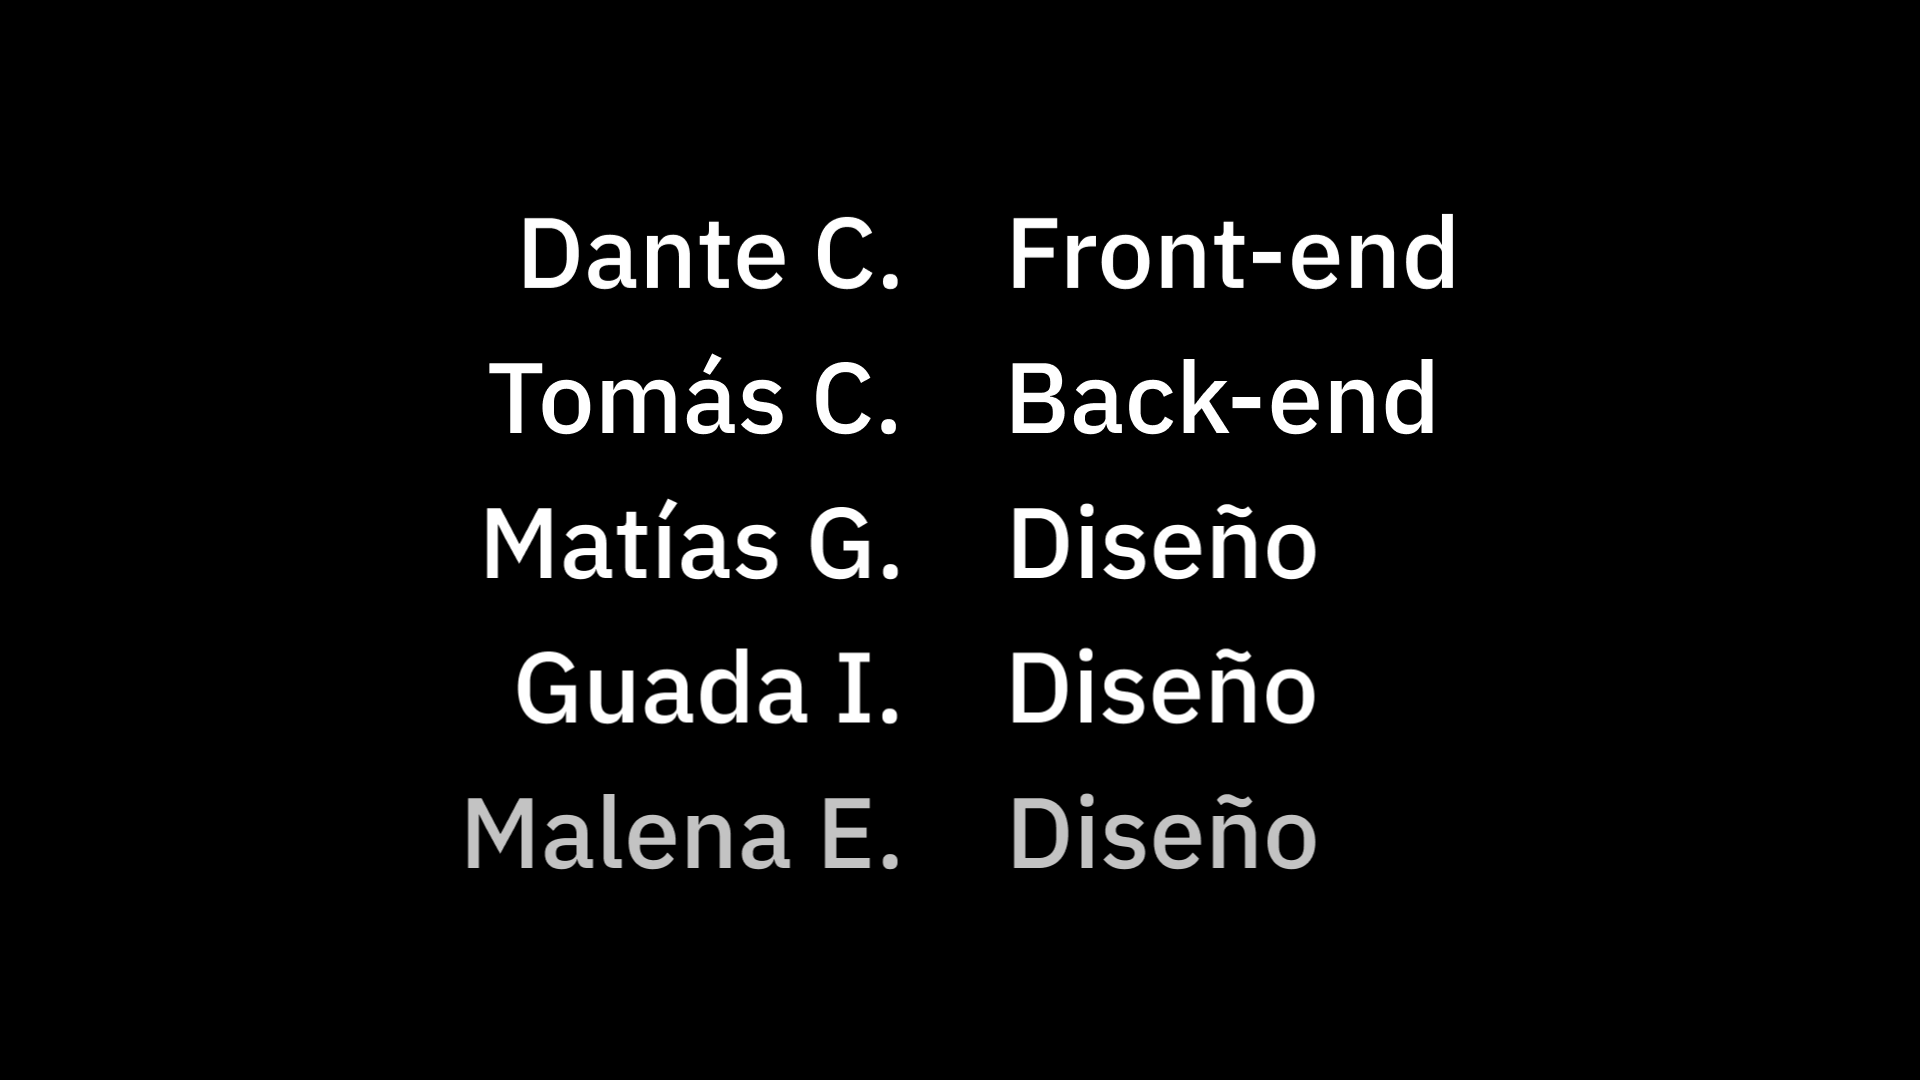 Dante C. Front-end
Tomás C. Back-end
Matías G. Diseño
Guada I. Diseño
Malena E. Diseño